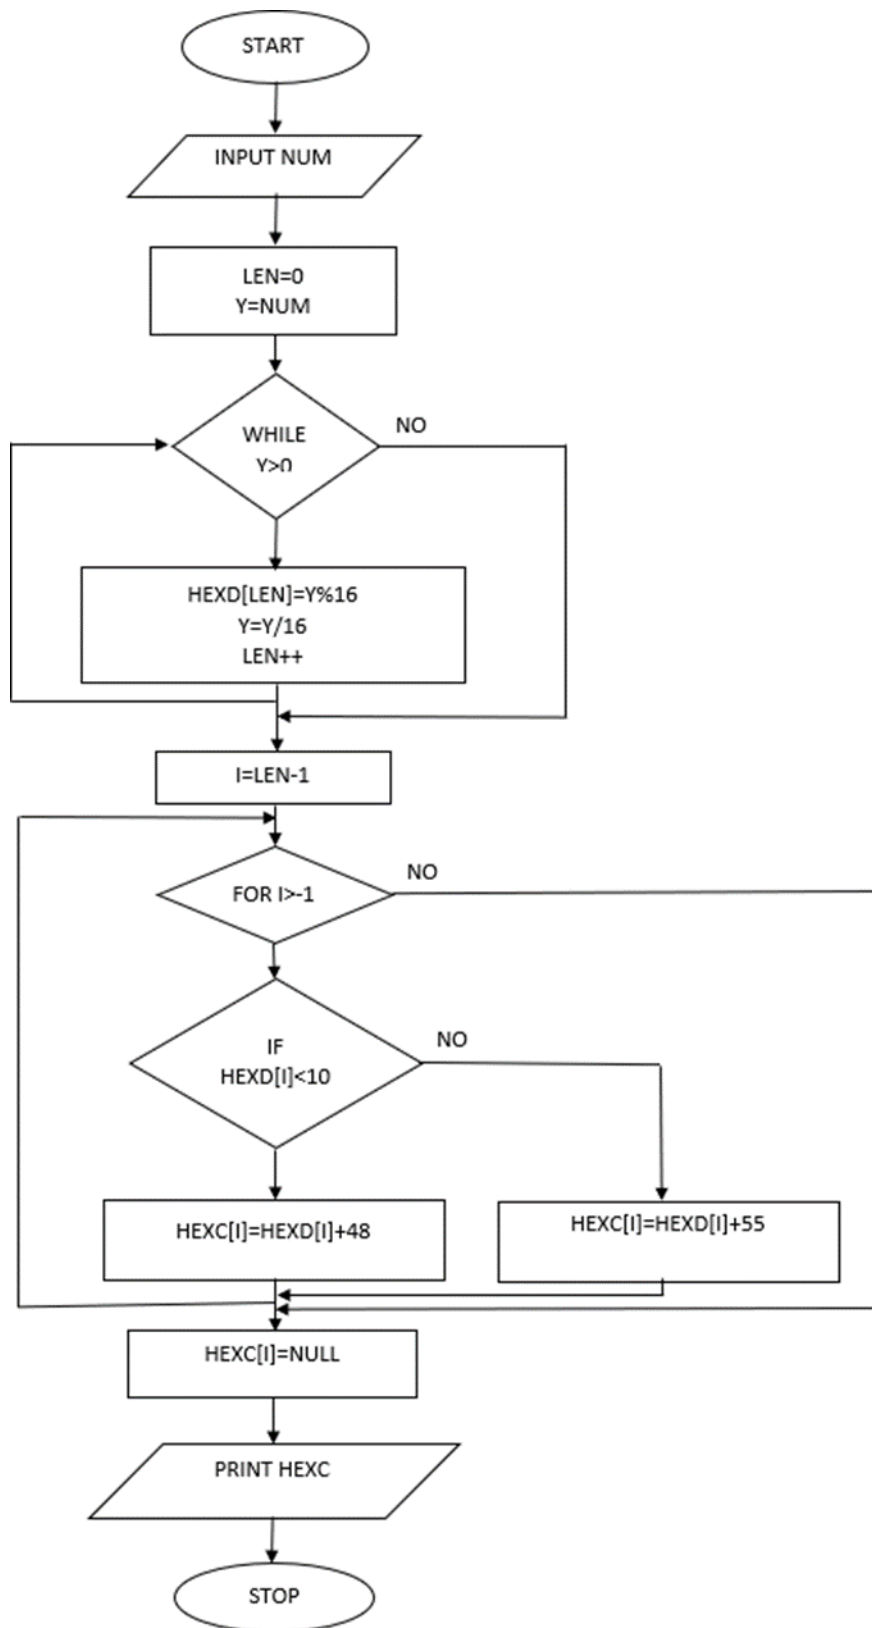 START
INPUT NUM
LEN=0
Y=NUM
WHILE
Y>0
NO
HEXD[LEN]=Y%16
Y=Y/16
LEN++
I=LEN-1
FOR I>-1
NO
IF
HEXD[I]<10
NO
HEXC[I]=HEXD[I]+48
HEXC[I]=HEXD[I]+55
HEXC[I]=NULL
PRINT HEXC
STOP